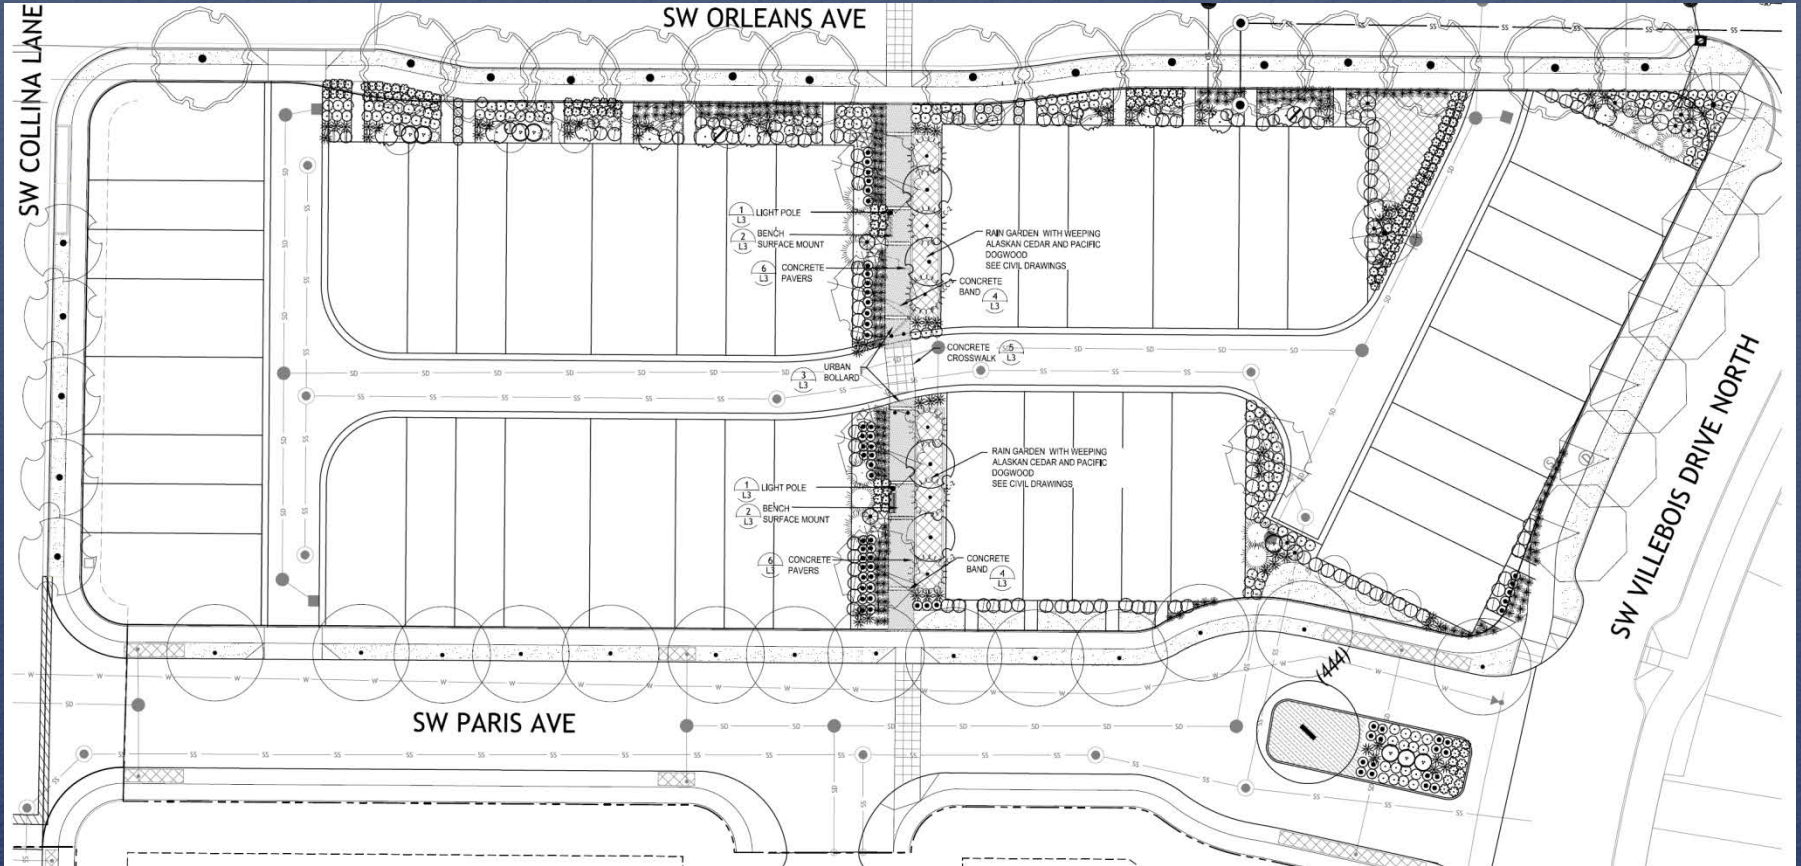 SW ORLEANS AVE
SW COLLINA LANE
1
L3
LIGHT POLE
2
L3
BENCH
SURFACE MOUNT
6
L3
CONCRETE
PAVERS
RAIN GARDEN WITH WEEPING
ALASKAN CEDAR AND PACIFIC
DOGWOOD
SEE CIVIL DRAWINGS
CONCRETE
BAND
4
L3
CONCRETE
CROSSWALK
5
L3
3
L3
URBAN
BOLLARD
RAIN GARDEN WITH WEEPING
ALASKAN CEDAR AND PACIFIC
DOGWOOD
SEE CIVIL DRAWINGS
1
L3
LIGHT POLE
2
L3
BENCH
SURFACE MOUNT
6
L3
CONCRETE
PAVERS
CONCRETE
BAND
4
L3
SW VILLEBOIS DRIVE NORTH
(444)
SW PARIS AVE